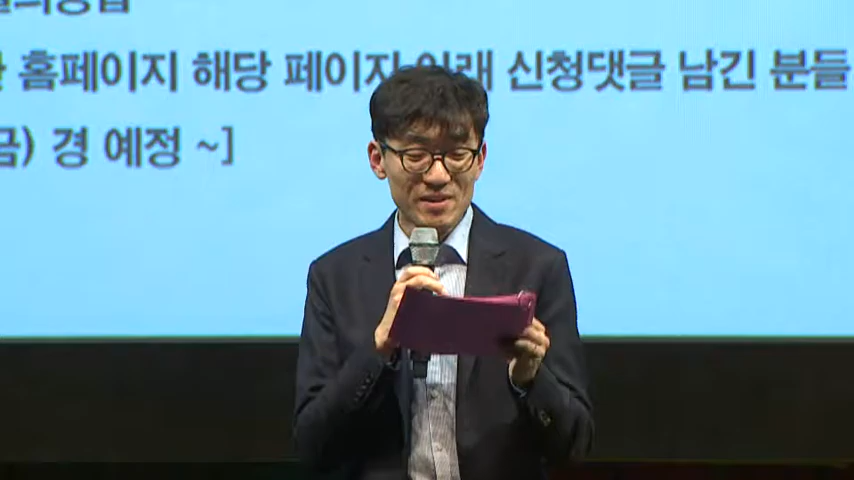 홈페이지 해당 페이지 아래 신청댓글 남긴 분들
금) 경 예정 ~]